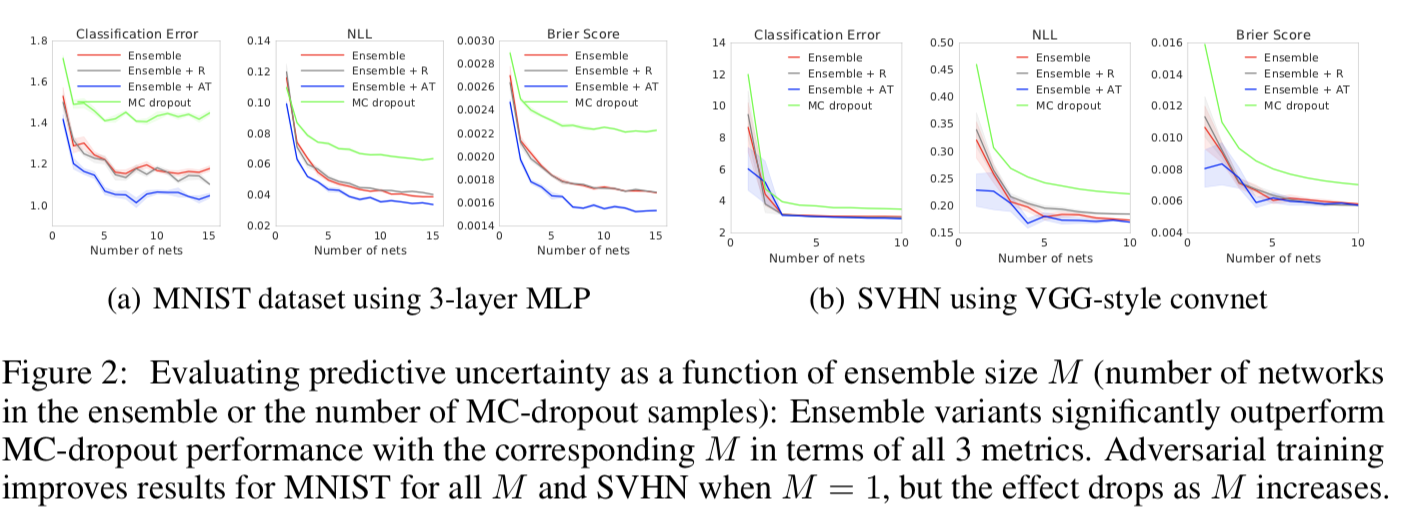 Classification Error
1.8
1.6
1.4
1.2
1.0
0 5 10 15
Number of nets
Ensemble
Ensemble + R
Ensemble + AT
MC dropout
NLL
0.14
0.12
0.10
0.08
0.06
0.04
0.02
0 5 10 15
Number of nets
Ensemble
Ensemble + R
Ensemble + AT
MC dropout
Brier Score
0.0030
0.0028
0.0026
0.0024
0.0022
0.0020
0.0018
0.0016
0.0014
0 5 10 15
Number of nets
Ensemble
Ensemble + R
Ensemble + AT
MC dropout
(a) MNIST dataset using 3-layer MLP
Classification Error
14
12
10
8
6
4
2
0 5 10
Number of nets
Ensemble
Ensemble + R
Ensemble + AT
MC dropout
NLL
0.50
0.45
0.40
0.35
0.30
0.25
0.20
0.15
0 5 10
Number of nets
Ensemble
Ensemble + R
Ensemble + AT
MC dropout
Brier Score
0.016
0.014
0.012
0.010
0.008
0.006
0.004
0 5 10
Number of nets
Ensemble
Ensemble + R
Ensemble + AT
MC dropout
(b) SVHN using VGG-style convnet
Figure 2: Evaluating predictive uncertainty as a function of ensemble size M (number of networks
in the ensemble or the number of MC-dropout samples): Ensemble variants significantly outperform
MC-dropout performance with the corresponding M in terms of all 3 metrics. Adversarial training
improves results for MNIST for all M and SVHN when M = 1, but the effect drops as M increases.